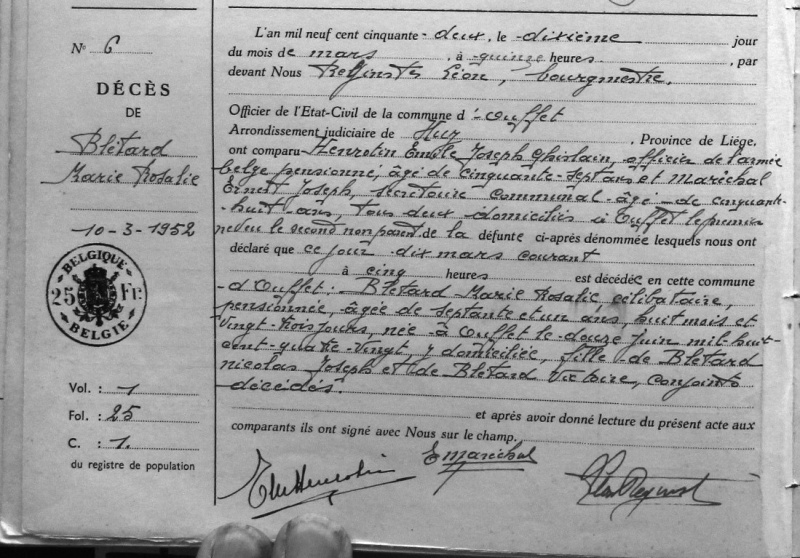 Nº 6
DÉCÈS
DE
Blétard
Marie Rosalie
10-3-1952
BELGIQUE
25 Fr.
BELGIE
Vol. : 1
Fol. : 25
C. : 1.
du registre de population
L'an mil neuf cent cinquante-deux, le dixième jour
du mois de mars, à quinze heures, par
devant Nous Léon, bourgmestre,
Officier de l'Etat-Civil de la commune d'Ouffet
Arrondissement judiciaire de Huy, Province de Liége,
ont comparu Henrotin Emile Joseph Ghislain, officier de l'armée
belge pensionné, âgé de cinquante-sept ans et Maréchal
Ernest Joseph, secrétaire communal âgé de cinquante-
huit ans, tous deux domiciliés à Ouffet le premier
neveu le second non parent de la défunte ci-après dénommée lesquels nous ont
déclaré que ce jour dix mars courant
à cinq heures est décédée en cette commune
d'Ouffet : Blétard Marie Rosalie célibataire,
pensionnée, âgée de septante et un ans, huit mois et
vingt-trois jours, née à Ouffet le douze juin mil-huit-
cent-quatre-vingt y domiciliée, fille de Blétard
Nicolas Joseph et de Blétard Victoire, conjoints
décédés.
et après avoir donné lecture du présent acte aux
comparants ils ont signé avec Nous sur le champ.
Henrotin
E Maréchal